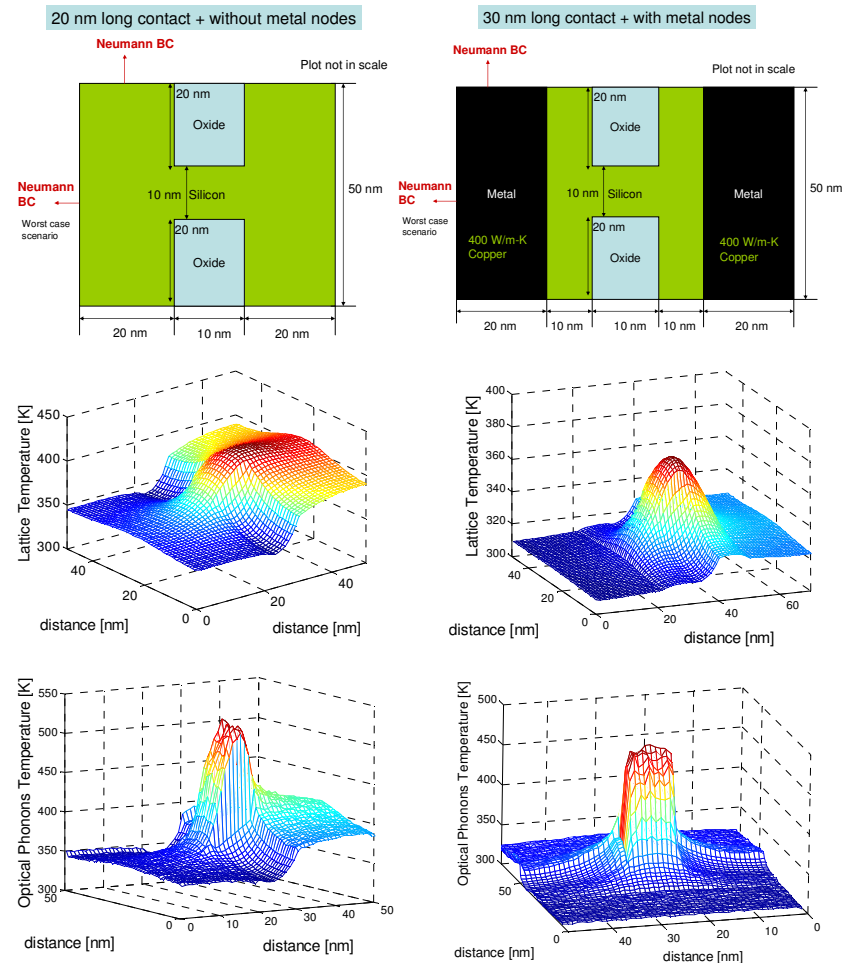 20 nm long contact + without metal nodes
Neumann BC
Plot not in scale
20 nm
Oxide
Neumann
BC
Worst case
scenario
10 nm
Silicon
50 nm
20 nm
Oxide
20 nm
10 nm
20 nm
30 nm long contact + with metal nodes
Neumann BC
Plot not in scale
20 nm
Oxide
Metal
Neumann
BC
Worst case
scenario
10 nm
Silicon
Metal
50 nm
20 nm
400 W/m-K
Copper
Oxide
400 W/m-K
Copper
20 nm
10 nm
10 nm
10 nm
20 nm
Lattice Temperature [K]
450
400
350
300
40
20
0
0
20
40
distance [nm]
distance [nm]
Lattice Temperature [K]
400
380
360
340
320
300
40
20
0
0
20
40
60
distance [nm]
distance [nm]
Optical Phonons Temperature [K]
550
500
450
400
350
300
50
0
0
10
20
30
40
50
distance [nm]
distance [nm]
Optical Phonons Temperature [K]
500
450
400
350
300
50
0
40
30
20
10
0
distance [nm]
distance [nm]